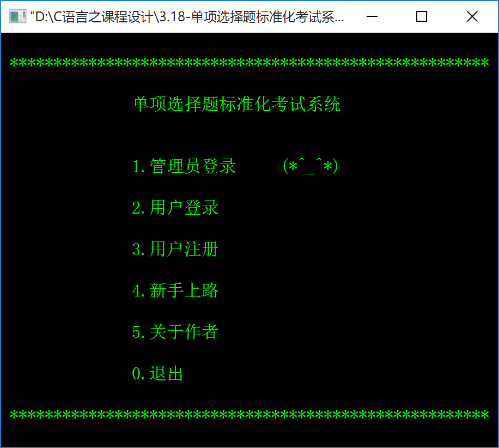 "D:\C语言之课程设计\3.18-单项选择题标准化考试系...
*******************************************************
单项选择题标准化考试系统
1.管理员登录 (*^_^*)
2.用户登录
3.用户注册
4.新手上路
5.关于作者
0.退出
*******************************************************